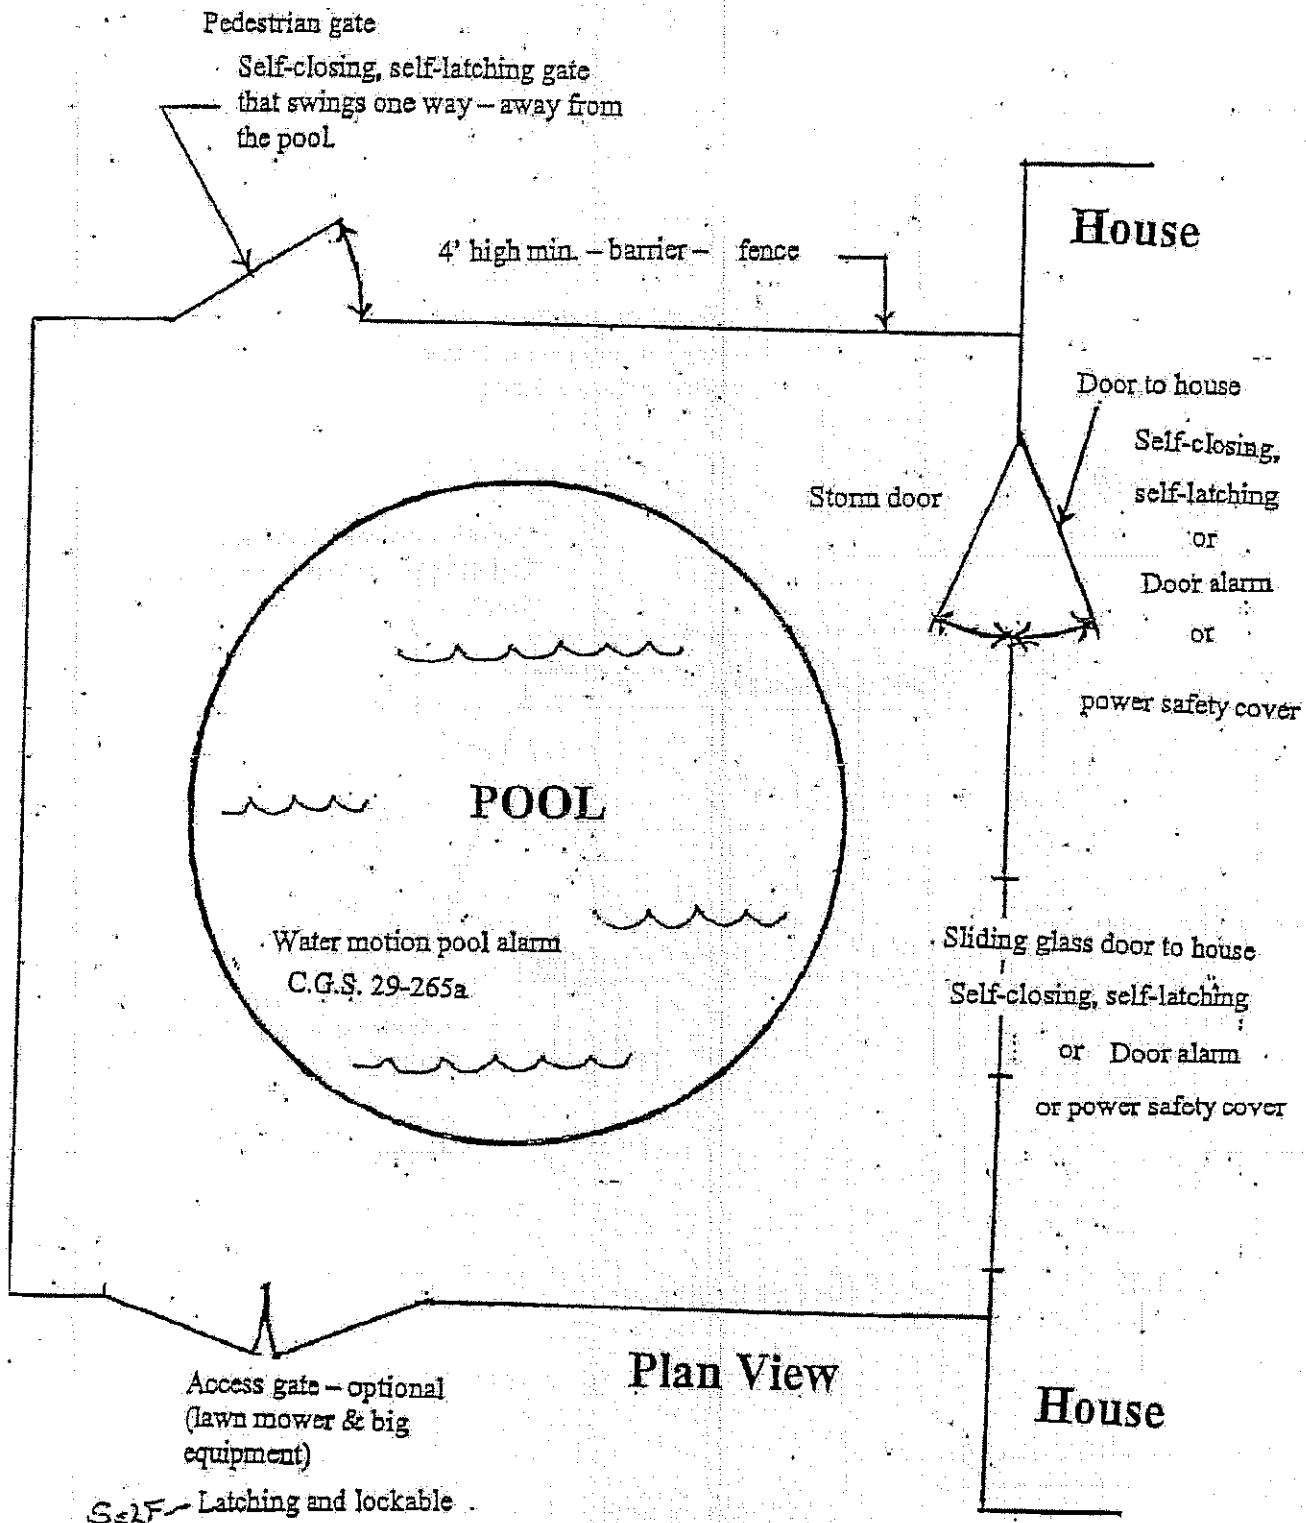 Pedestrian gate
Self-closing, self-latching gate
that swings one way – away from
the pool.
4' high min. – barrier – fence
House
Door to house
Self-closing,
self-latching
or
Door alarm
or
power safety cover
Storm door
POOL
Water motion pool alarm
C.G.S. 29-265a
Sliding glass door to house
Self-closing, self-latching
or Door alarm
or power safety cover
Plan View
House
Access gate – optional
(lawn mower & big
equipment)
SELF- Latching and lockable